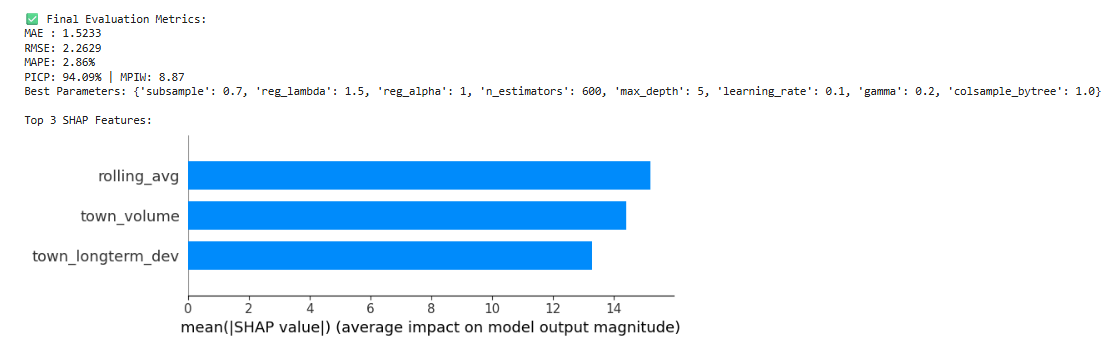 ✅ Final Evaluation Metrics:
MAE : 1.5233
RMSE: 2.2629
MAPE: 2.86%
PICP: 94.09% | MPIW: 8.87
Best Parameters: {'subsample': 0.7, 'reg_lambda': 1.5, 'reg_alpha': 1, 'n_estimators': 600, 'max_depth': 5, 'learning_rate': 0.1, 'gamma': 0.2, 'colsample_bytree': 1.0}
Top 3 SHAP Features:
rolling_avg
town_volume
town_longterm_dev
0 2 4 6 8 10 12 14
mean(|SHAP value|) (average impact on model output magnitude)